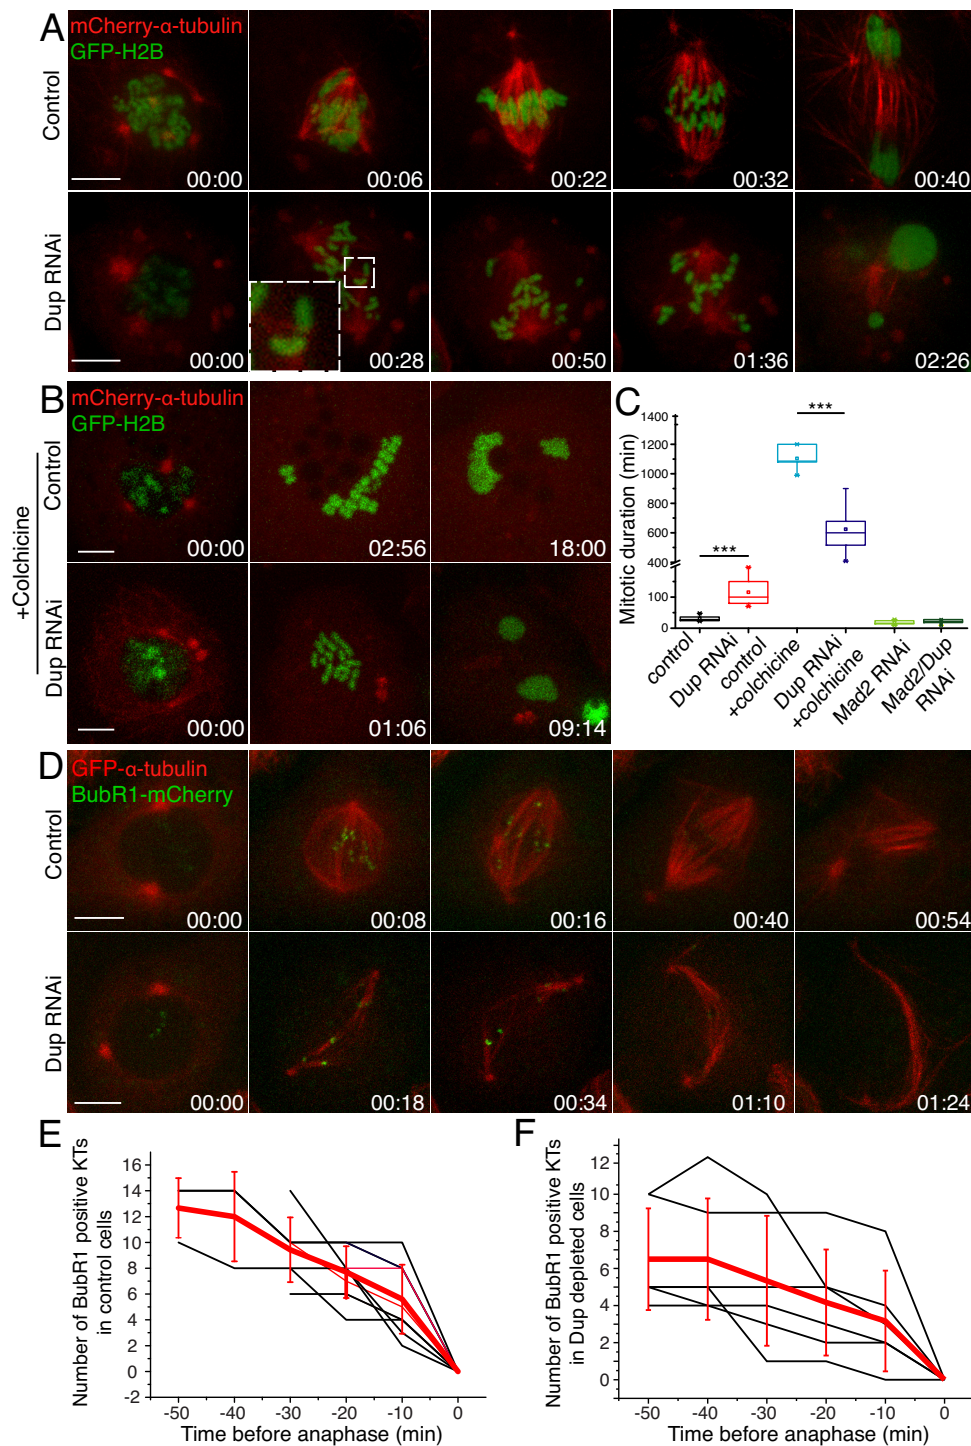 A
mCherry-α-tubulin
GFP-H2B
Control
00:00
00:06
00:22
00:32
00:40
Dup RNAi
00:00
00:28
00:50
01:36
02:26
B
mCherry-α-tubulin
GFP-H2B
+Colchicine
Control
00:00
02:56
18:00
Dup RNAi
00:00
01:06
09:14
C
Mitotic duration (min)
1400
1200
1000
800
600
400
100
0
***
***
control
Dup RNAi
control
+colchicine
Dup RNAi
+colchicine
Mad2 RNAi
Mad2/Dup
RNAi
D
GFP-α-tubulin
BubR1-mCherry
Control
00:00
00:08
00:16
00:40
00:54
Dup RNAi
00:00
00:18
00:34
01:10
01:24
E
Number of BubR1 positive KTs
in control cells
16
14
12
10
8
6
4
2
0
-2
-50
-40
-30
-20
-10
0
Time before anaphase (min)
F
Number of BubR1 positive KTs
in Dup depleted cells
12
10
8
6
4
2
0
-50
-40
-30
-20
-10
0
Time before anaphase (min)